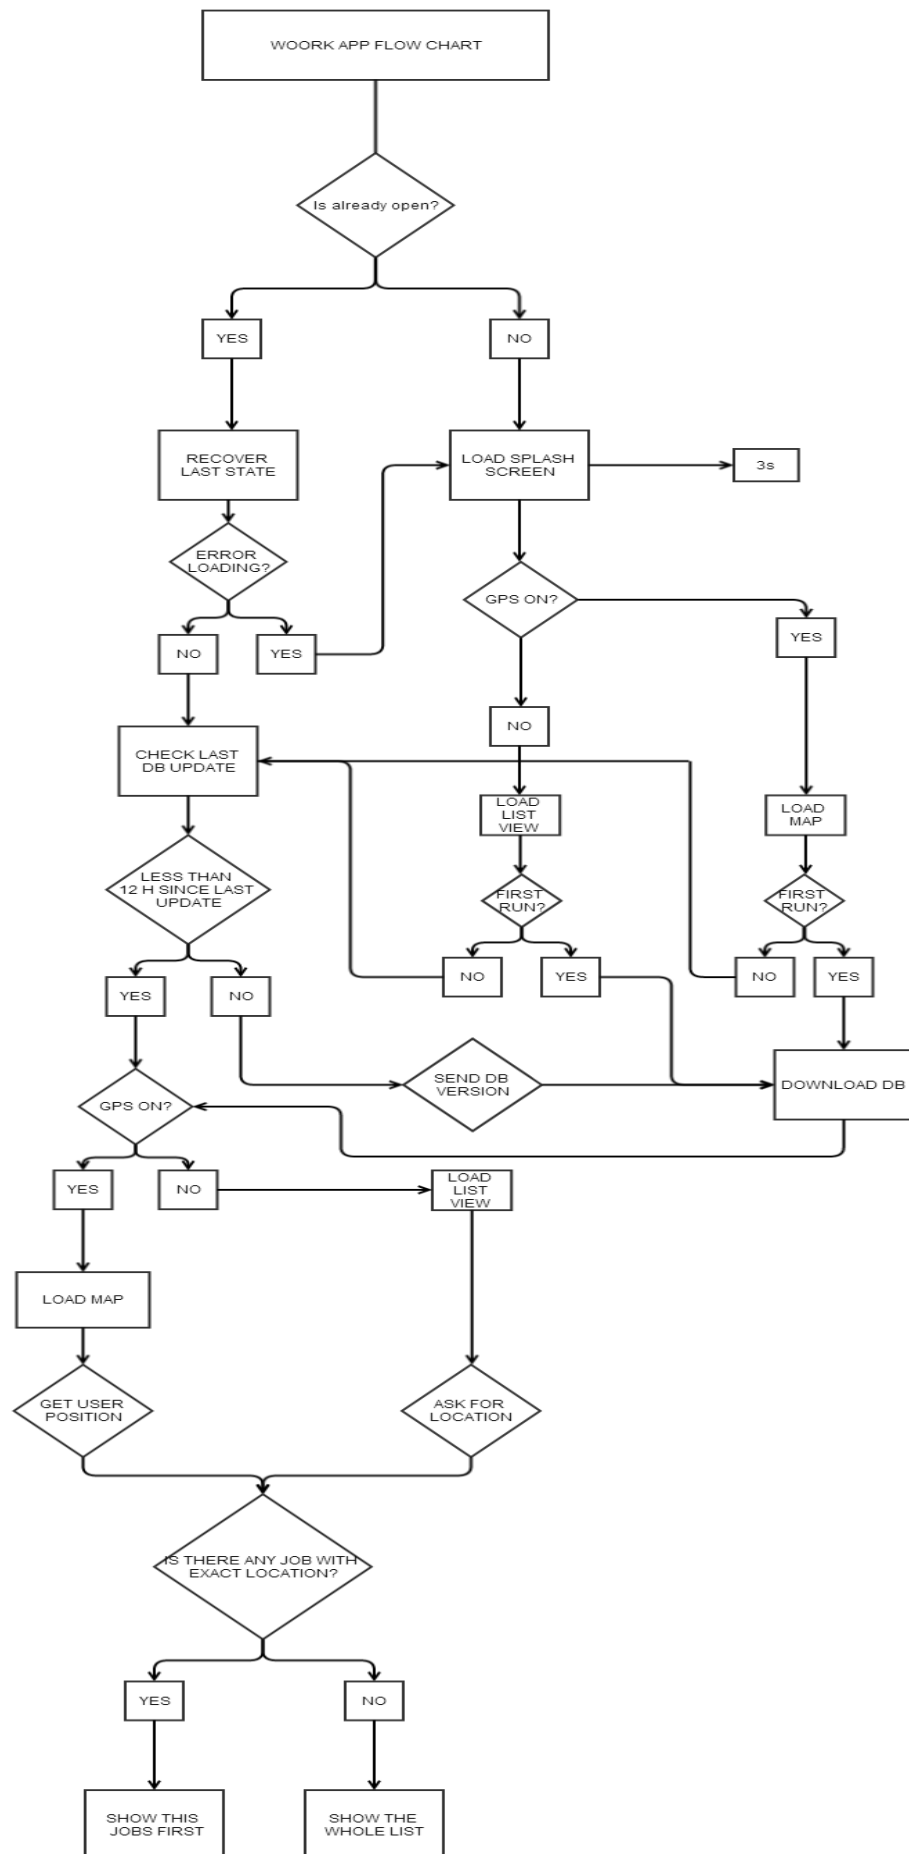 WOORK APP FLOW CHART
Is already open?
YES
NO
RECOVER
LAST STATE
LOAD SPLASH
SCREEN
3s
ERROR
LOADING?
GPS ON?
NO
YES
YES
NO
CHECK LAST
DB UPDATE
LOAD
LIST
VIEW
LOAD
MAP
LESS THAN
12 H SINCE LAST
UPDATE
FIRST
RUN?
FIRST
RUN?
YES
NO
NO
YES
NO
YES
GPS ON?
SEND DB
VERSION
DOWNLOAD DB
YES
NO
LOAD
LIST
VIEW
LOAD MAP
GET USER
POSITION
ASK FOR
LOCATION
IS THERE ANY JOB WITH
EXACT LOCATION?
YES
NO
SHOW THIS
JOBS FIRST
SHOW THE
WHOLE LIST